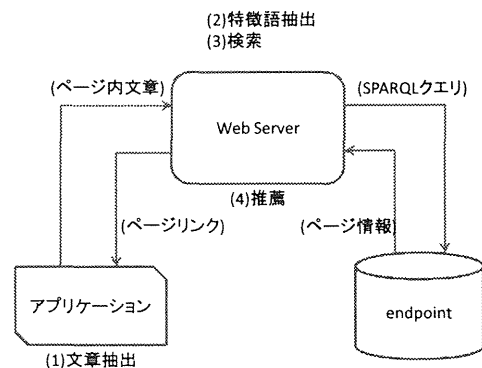 (2)特徴語抽出
(3)検索
(ページ内文章)
(SPARQLクエリ)
Web Server
(4)推薦
(ページリンク)
(ページ情報)
アプリケーション
endpoint
(1)文章抽出